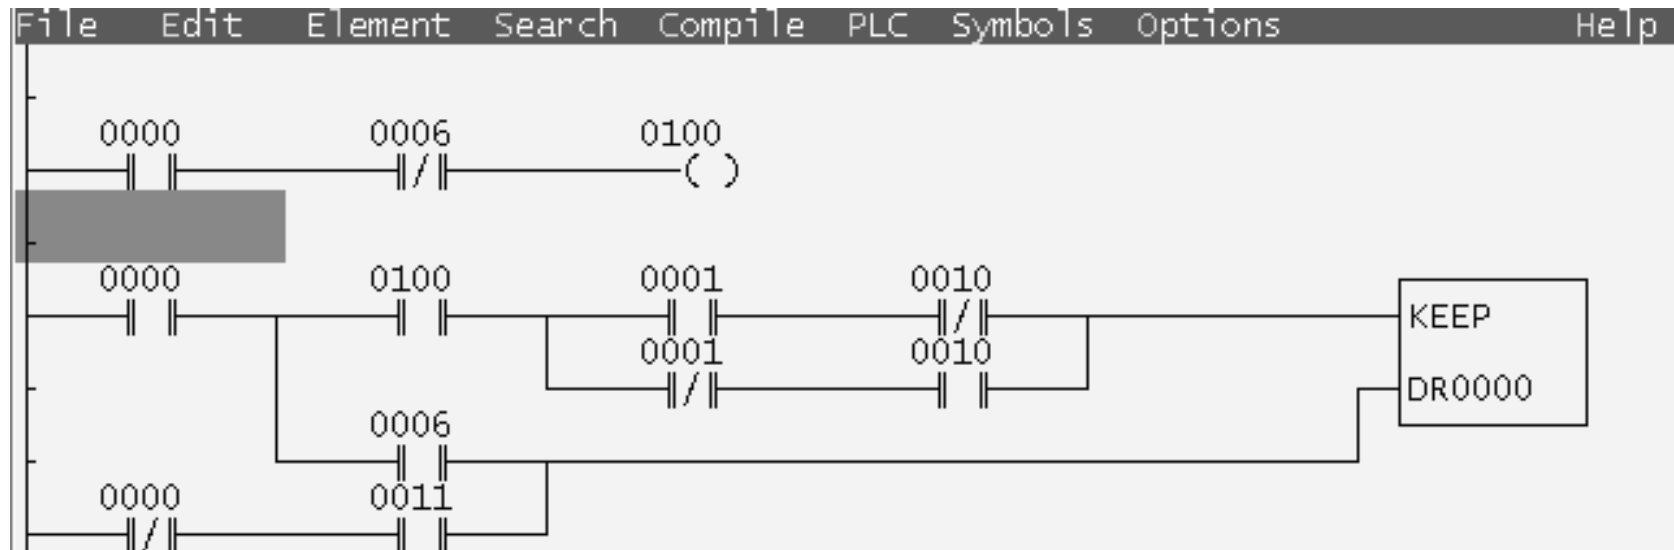 File Edit Element Search Compile PLC Symbols Options Help
0000 0006 0100
0000 0100 0001 0010
KEEP
0001 0010
DR0000
0006
0000 0011